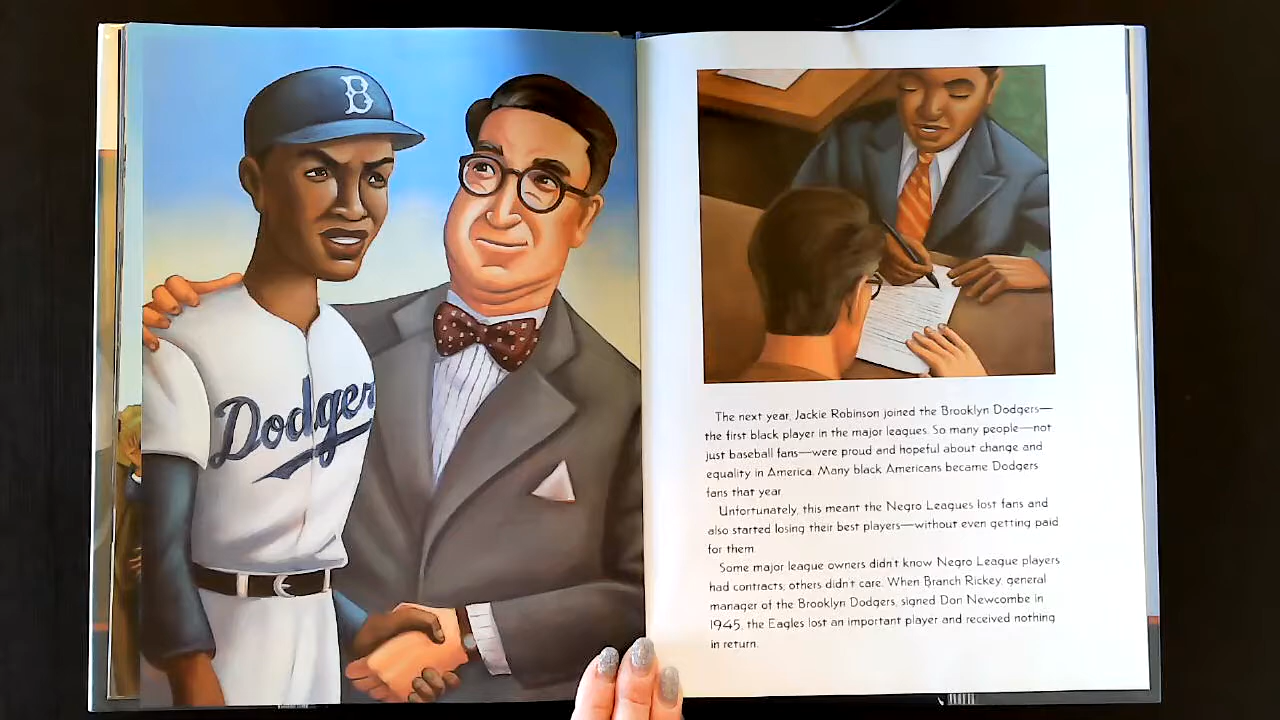 B
Dodgers
The next year, Jackie Robinson joined the Brooklyn Dodgers—
the first black player in the major leagues. So many people—not
just baseball fans—were proud and hopeful about change and
equality in America. Many black Americans became Dodgers
fans that year.
Unfortunately, this meant the Negro Leagues lost fans and
also started losing their best players—without even getting paid
for them.
Some major league owners didn't know Negro League players
had contracts; others didn't care. When Branch Rickey, general
manager of the Brooklyn Dodgers, signed Don Newcombe in
1945, the Eagles lost an important player and received nothing
in return.